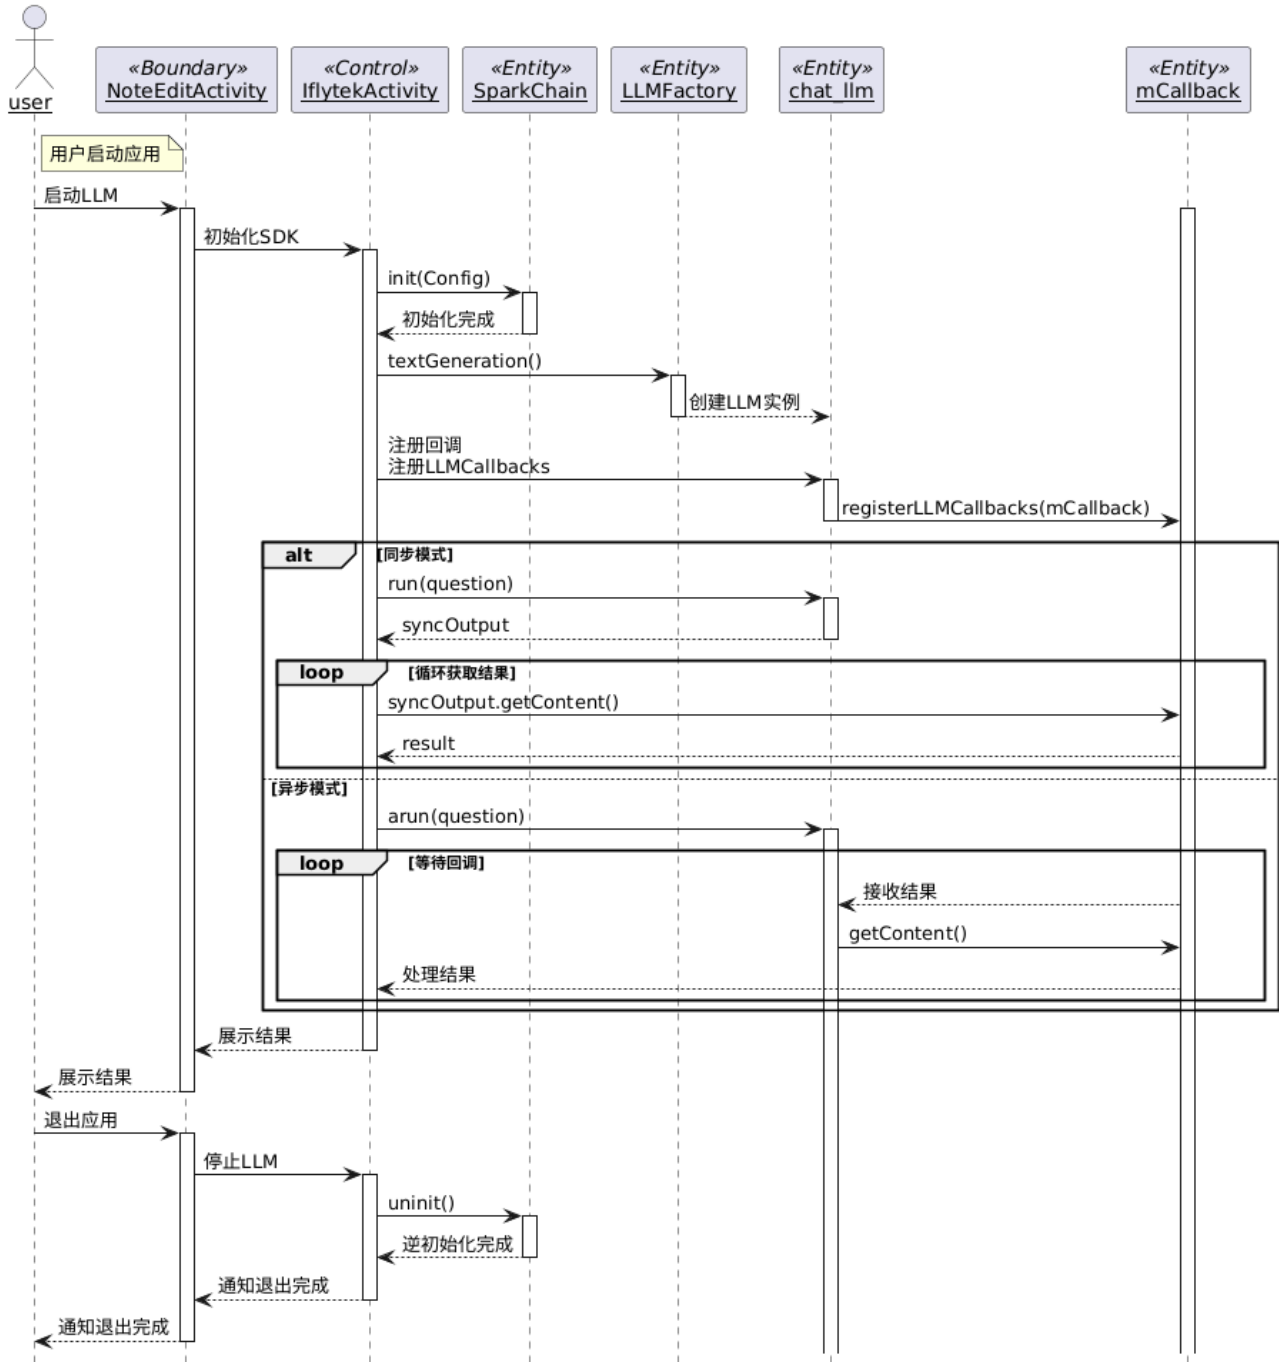 «Boundary»
«Control»
«Entity»
«Entity»
«Entity»
«Entity»
user
NoteEditActivity
IflytekActivity
SparkChain
LLMFactory
chat_llm
mCallback
用户启动应用
启动LLM
初始化SDK
init(Config)
初始化完成
textGeneration()
创建LLM实例
注册回调
注册LLMCallbacks
registerLLMCallbacks(mCallback)
alt
[同步模式]
run(question)
syncOutput
loop
[循环获取结果]
syncOutput.getContent()
result
[异步模式]
arun(question)
loop
[等待回调]
接收结果
getContent()
处理结果
展示结果
展示结果
退出应用
停止LLM
uninit()
逆初始化完成
通知退出完成
通知退出完成